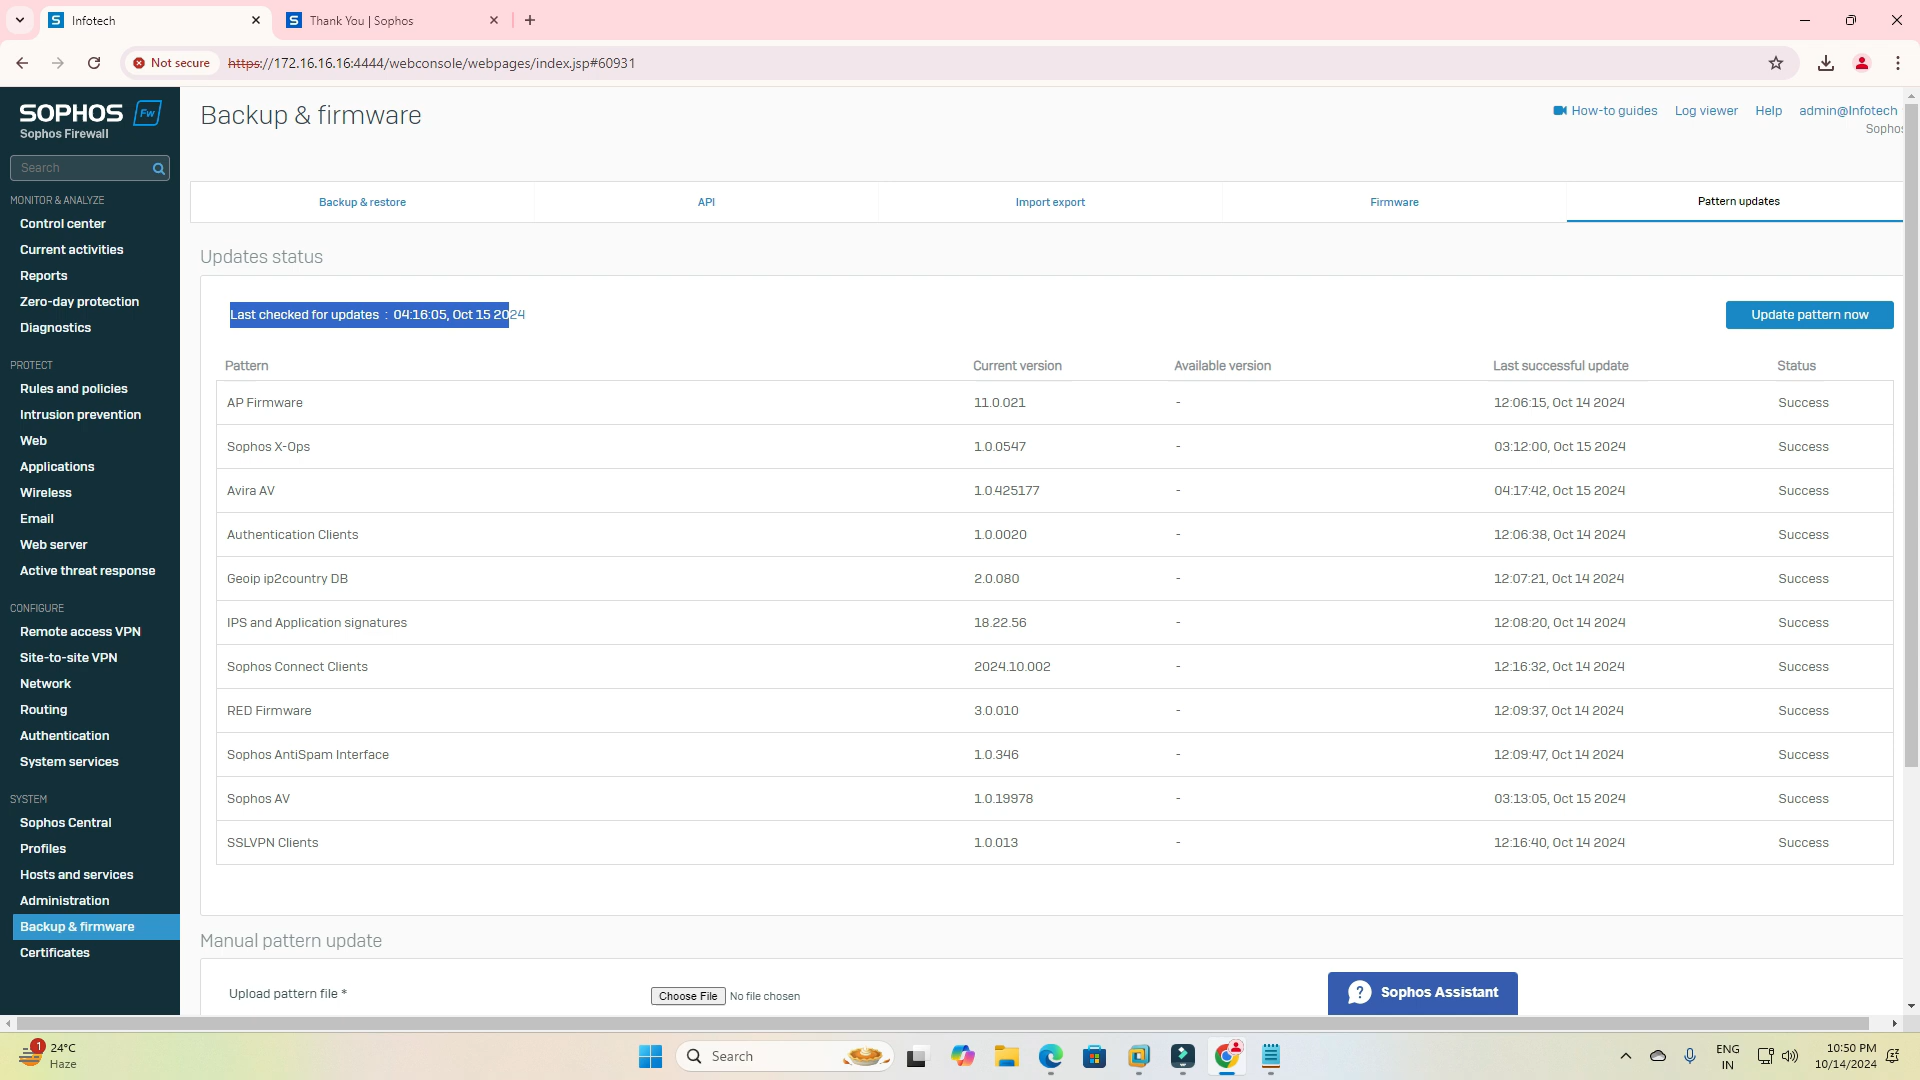 Infotech
Thank You | Sophos
Not secure
https://172.16.16.16:4444/webconsole/webpages/index.jsp#60931
SOPHOS Fw
Sophos Firewall
Search
MONITOR & ANALYZE
Control center
Current activities
Reports
Zero-day protection
Diagnostics
PROTECT
Rules and policies
Intrusion prevention
Web
Applications
Wireless
Email
Web server
Active threat response
CONFIGURE
Remote access VPN
Site-to-site VPN
Network
Routing
Authentication
System services
SYSTEM
Sophos Central
Profiles
Hosts and services
Administration
Backup & firmware
Certificates
Backup & firmware
How-to guides Log viewer Help admin@Infotech
Sophos
Backup & restore API Import export Firmware Pattern updates
Updates status
Last checked for updates : 04:16:05, Oct 15 2024
Update pattern now
Pattern Current version Available version Last successful update Status
AP Firmware 11.0.021 - 12:06:15, Oct 14 2024 Success
Sophos X-Ops 1.0.0547 - 03:12:00, Oct 15 2024 Success
Avira AV 1.0.425177 - 04:17:42, Oct 15 2024 Success
Authentication Clients 1.0.0020 - 12:06:38, Oct 14 2024 Success
Geoip ip2country DB 2.0.080 - 12:07:21, Oct 14 2024 Success
IPS and Application signatures 18.22.56 - 12:08:20, Oct 14 2024 Success
Sophos Connect Clients 2024.10.002 - 12:16:32, Oct 14 2024 Success
RED Firmware 3.0.010 - 12:09:37, Oct 14 2024 Success
Sophos AntiSpam Interface 1.0.346 - 12:09:47, Oct 14 2024 Success
Sophos AV 1.0.19978 - 03:13:05, Oct 15 2024 Success
SSLVPN Clients 1.0.013 - 12:16:40, Oct 14 2024 Success
Manual pattern update
Upload pattern file * Choose File No file chosen
? Sophos Assistant
1 24°C
Haze
Search
ENG
IN
10:50 PM
10/14/2024